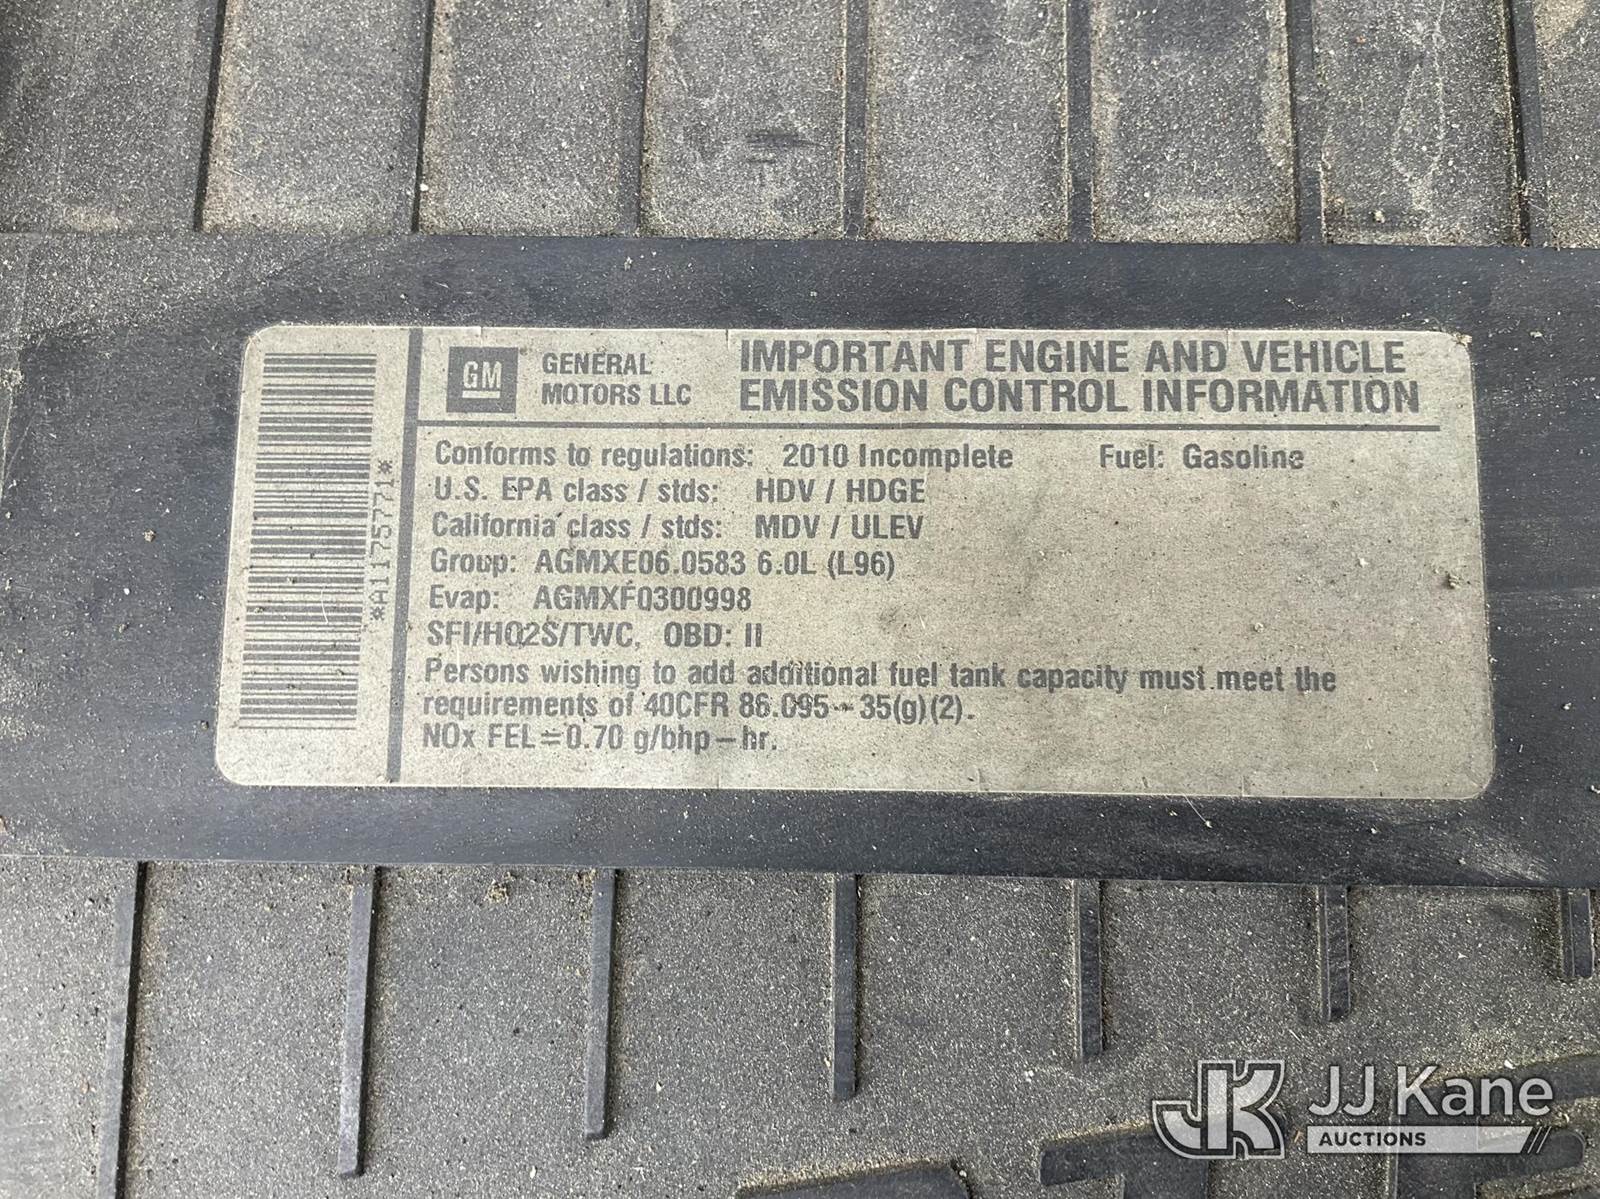 *A1175771*
GM
GENERAL
MOTORS LLC
IMPORTANT ENGINE AND VEHICLE
EMISSION CONTROL INFORMATION
Conforms to regulations: 2010 Incomplete Fuel: Gasoline
U.S. EPA class / stds: HDV / HDGE
California class / stds: MDV / ULEV
Group: AGMXE06.0583 6.0L (L96)
Evap: AGMXF0300998
SFI/HO2S/TWC, OBD: II
Persons wishing to add additional fuel tank capacity must meet the
requirements of 40CFR 86.095-35(g)(2).
NOx FEL=0.70 g/bhp-hr.
JK JJ Kane
AUCTIONS